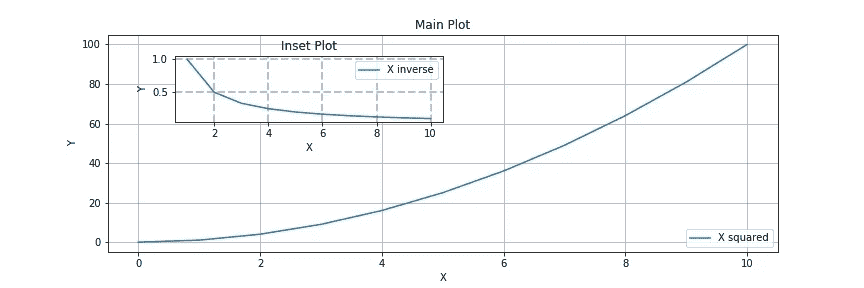 Main Plot
100
80
60
40
20
0
Y
Inset Plot
1.0
0.5
Y
X inverse
2 4 6 8 10
X
X squared
0 2 4 6 8 10
X